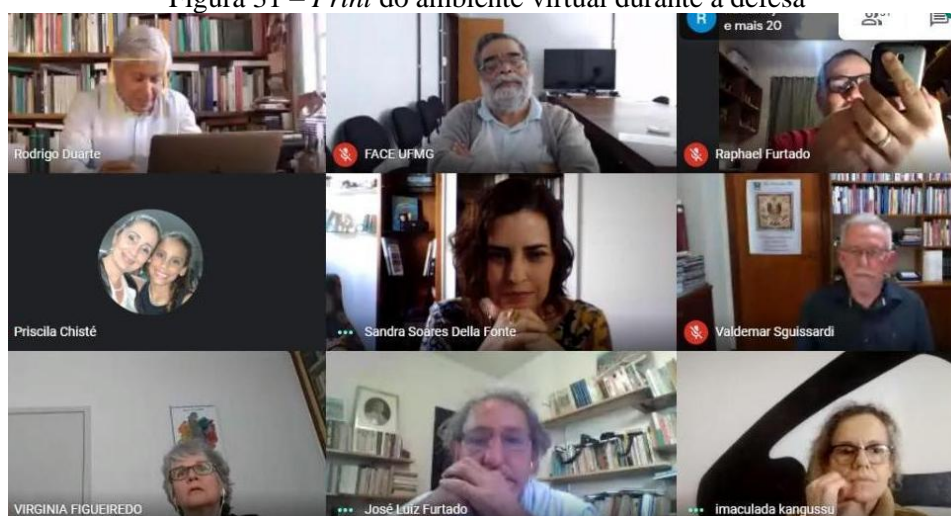 Figura 31 – Print do ambiente virtual durante a defesa
R
e mais 20
Rodrigo Duarte
FACE UFMG
Raphael Furtado
Priscila Chisté
Sandra Soares Della Fonte
Valdemar Sguissardi
VIRGINIA FIGUEIREDO
José Luiz Furtado
imaculada kangussu